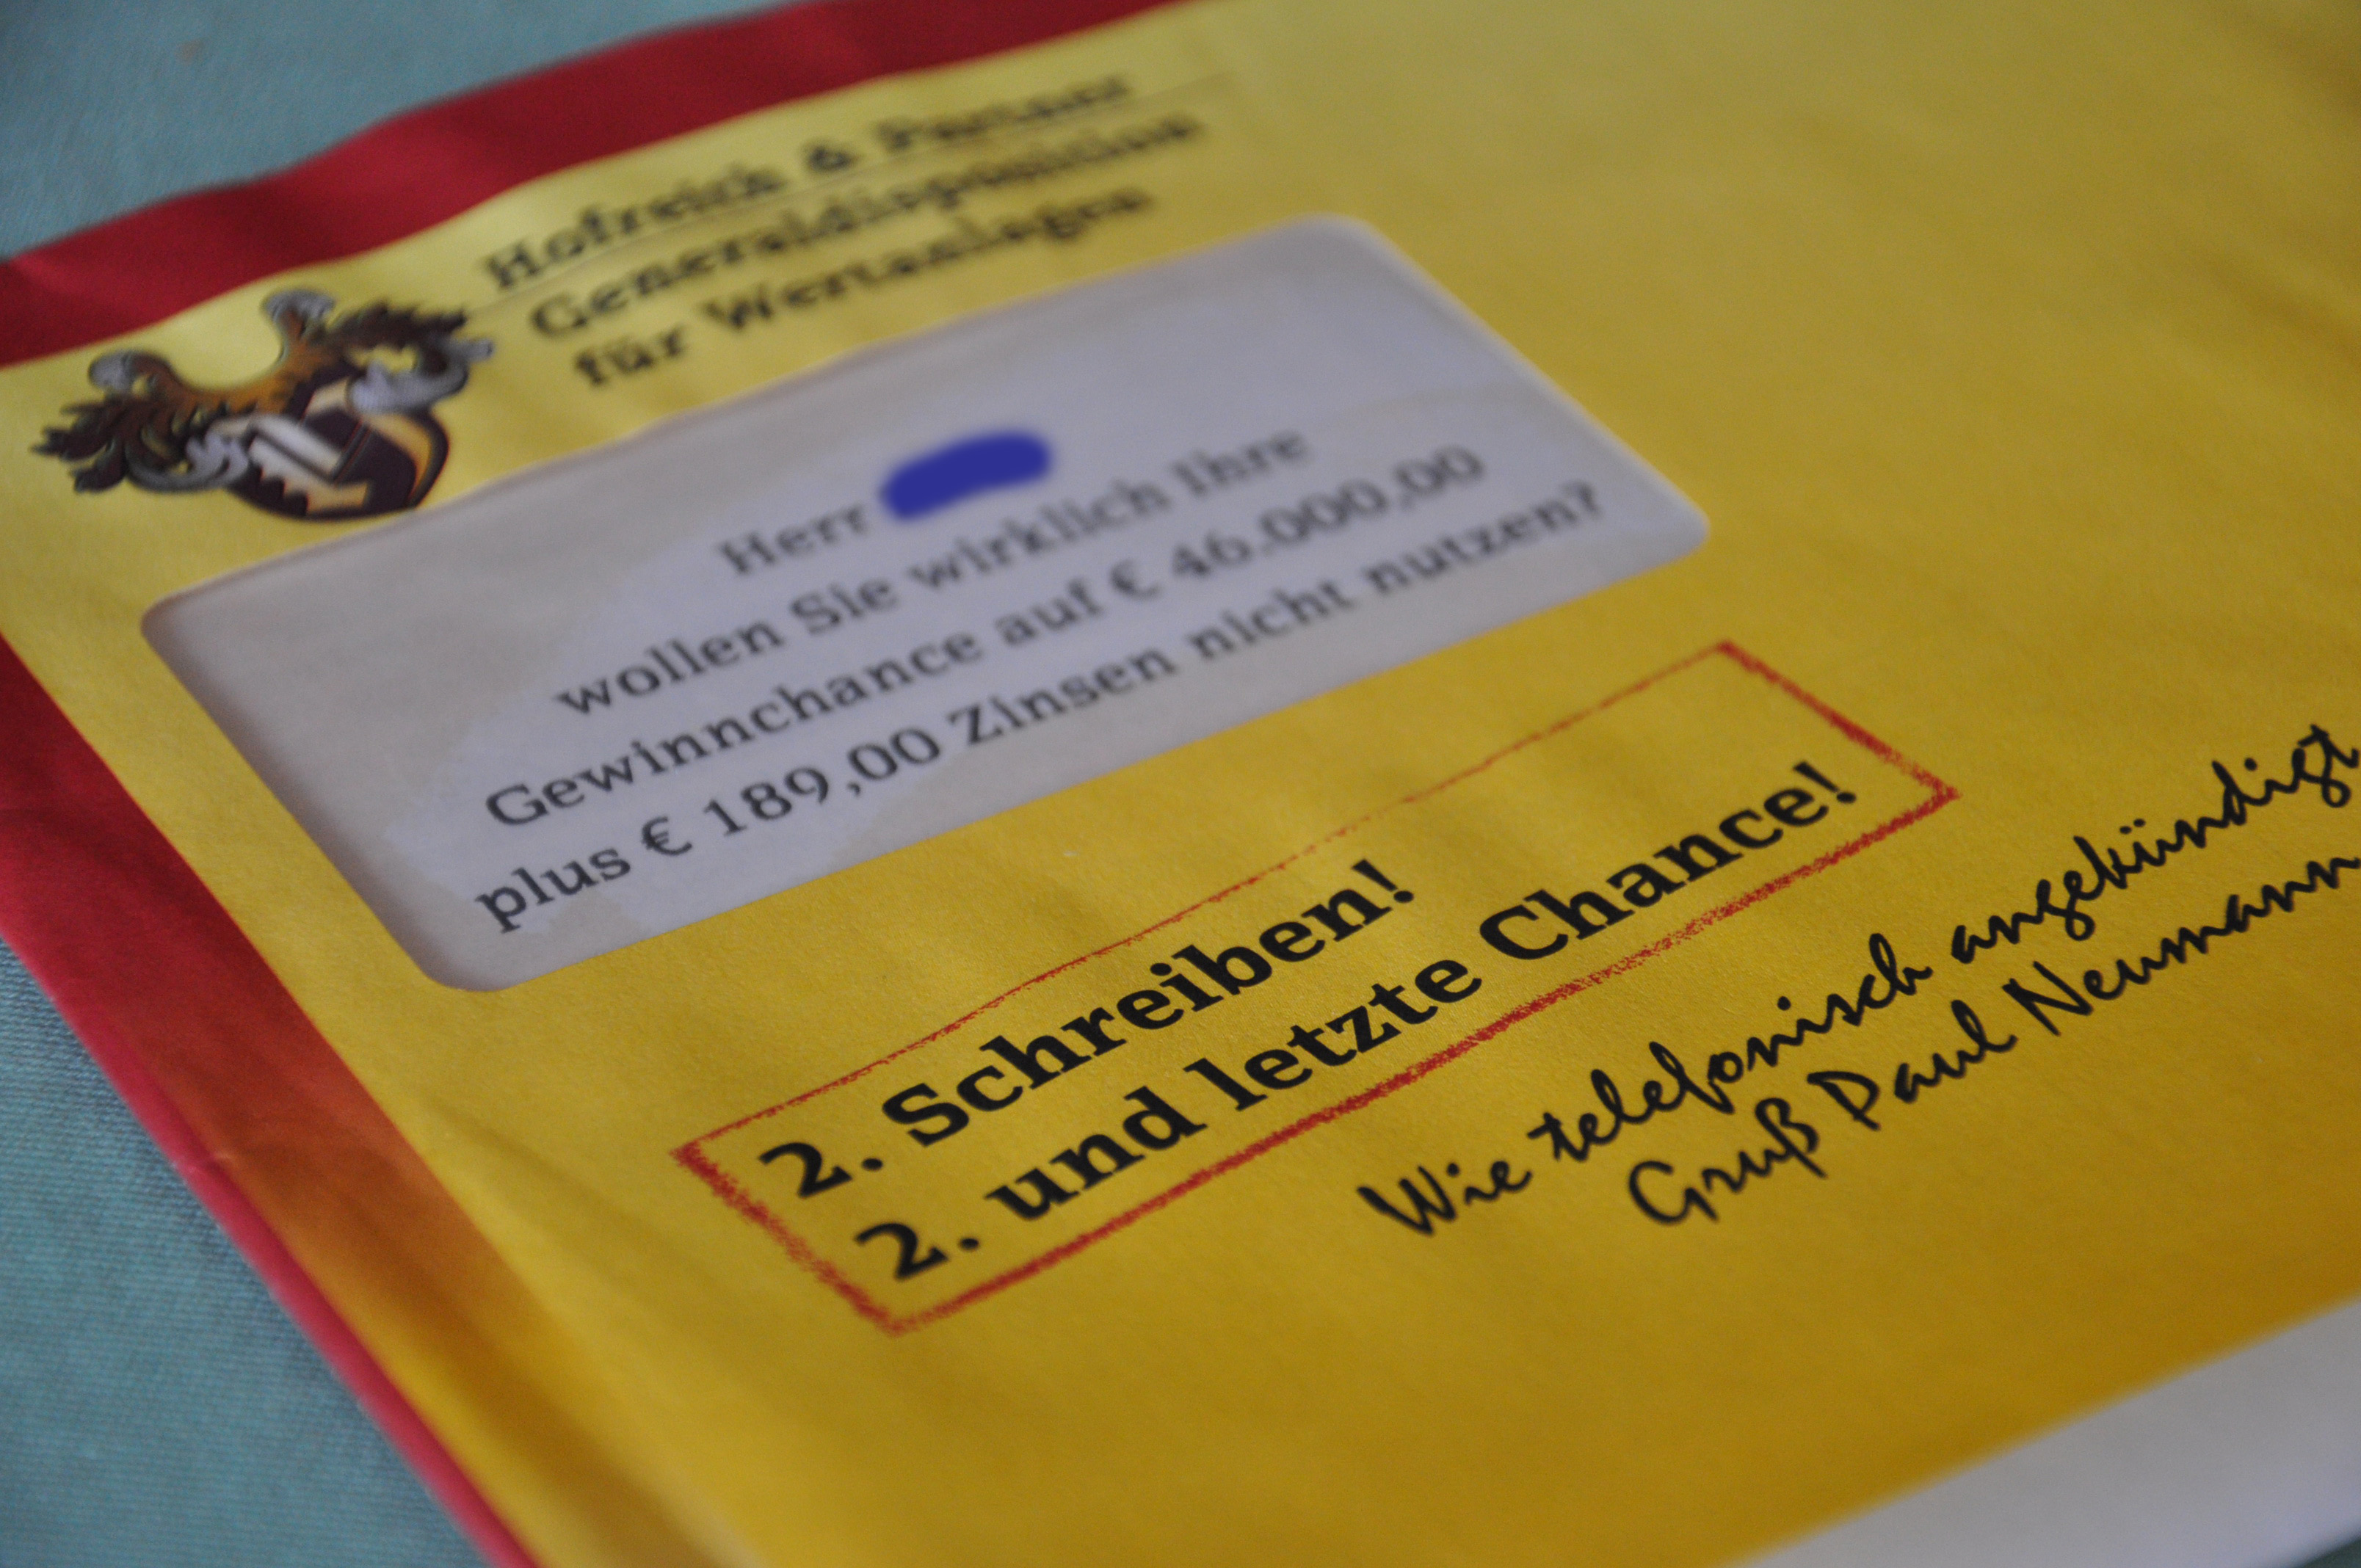 Hofreich & Partner
Generaldisposition
für Wertanlagen
Herr
wollen Sie wirklich Ihre
Gewinnchance auf € 46.000,00
plus € 189,00 Zinsen nicht nutzen?
2. Schreiben!
2. und letzte Chance!
Wie telefonisch angekündigt
Gruß Paul Neumann